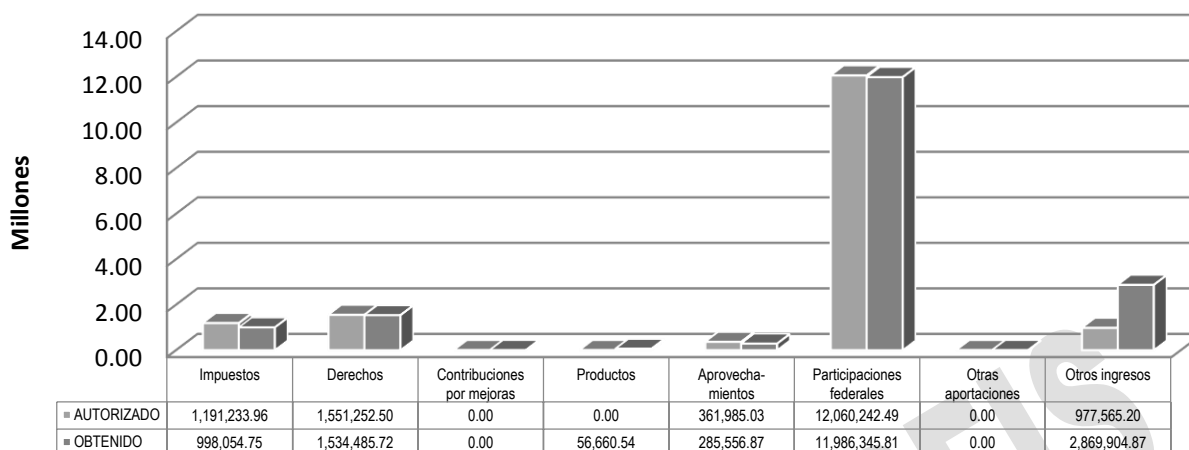 14.00
12.00
10.00
8.00
6.00
4.00
2.00
0.00
Millones
Impuestos Derechos Contribuciones por mejoras Productos Aprovecha-mientos Participaciones federales Otras aportaciones Otros ingresos
AUTORIZADO 1,191,233.96 1,551,252.50 0.00 0.00 361,985.03 12,060,242.49 0.00 977,565.20
OBTENIDO 998,054.75 1,534,485.72 0.00 56,660.54 285,556.87 11,986,345.81 0.00 2,869,904.87